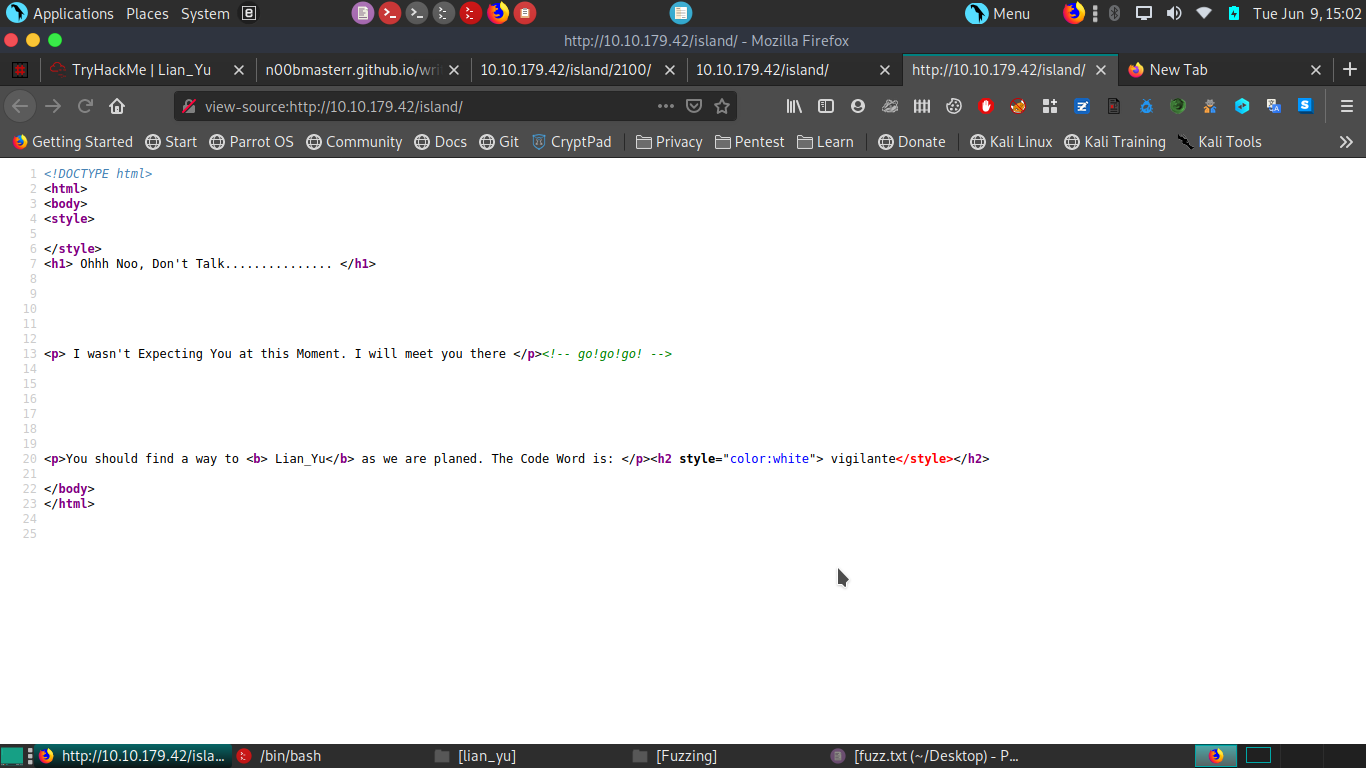 Applications Places System Menu Tue Jun 9, 15:02
http://10.10.179.42/island/ - Mozilla Firefox
TryHackMe | Lian_Yu n00bmasterr.github.io/wri 10.10.179.42/island/2100/ 10.10.179.42/island/ http://10.10.179.42/island/ New Tab
view-source:http://10.10.179.42/island/
Getting Started Start Parrot OS Community Docs Git CryptPad Privacy Pentest Learn Donate Kali Linux Kali Training Kali Tools
1 <!DOCTYPE html>
2 <html>
3 <body>
4 <style>
5
6 </style>
7 <h1> Ohhh Noo, Don't Talk............... </h1>
8
9
10
11
12
13 <p> I wasn't Expecting You at this Moment. I will meet you there </p><!-- go!go!go! -->
14
15
16
17
18
19
20 <p>You should find a way to <b> Lian_Yu</b> as we are planed. The Code Word is: </p><h2 style="color:white"> vigilante</style></h2>
21
22 </body>
23 </html>
24
25
http://10.10.179.42/isla... /bin/bash [lian_yu] [Fuzzing] [fuzz.txt (~/Desktop) - P...